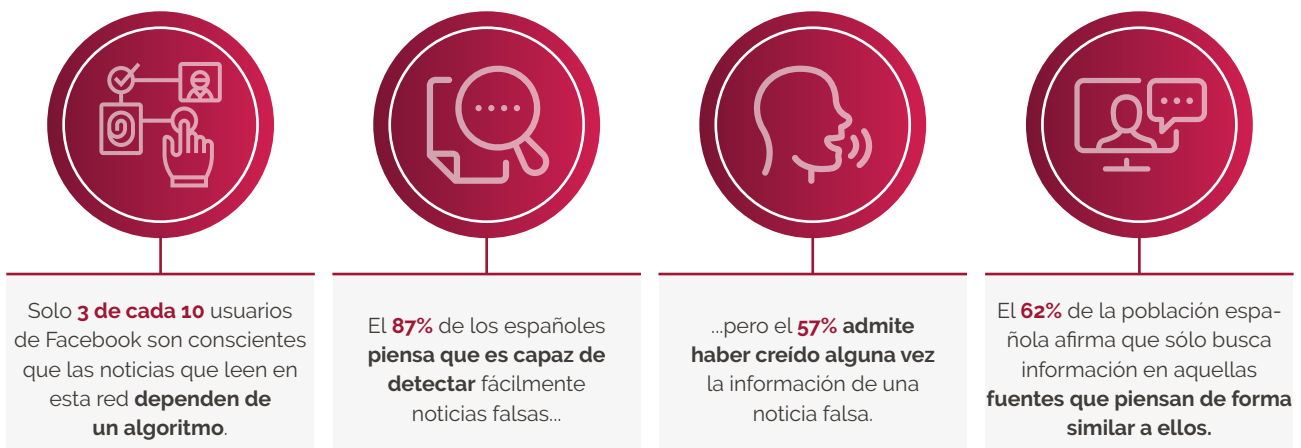 Solo 3 de cada 10 usuarios
de Facebook son conscientes
que las noticias que leen en
esta red dependen de
un algoritmo.
El 87% de los españoles
piensa que es capaz de
detectar fácilmente
noticias falsas...
...pero el 57% admite
haber creído alguna vez
la información de una
noticia falsa.
El 62% de la población espa-
ñola afirma que sólo busca
información en aquellas
fuentes que piensan de forma
similar a ellos.